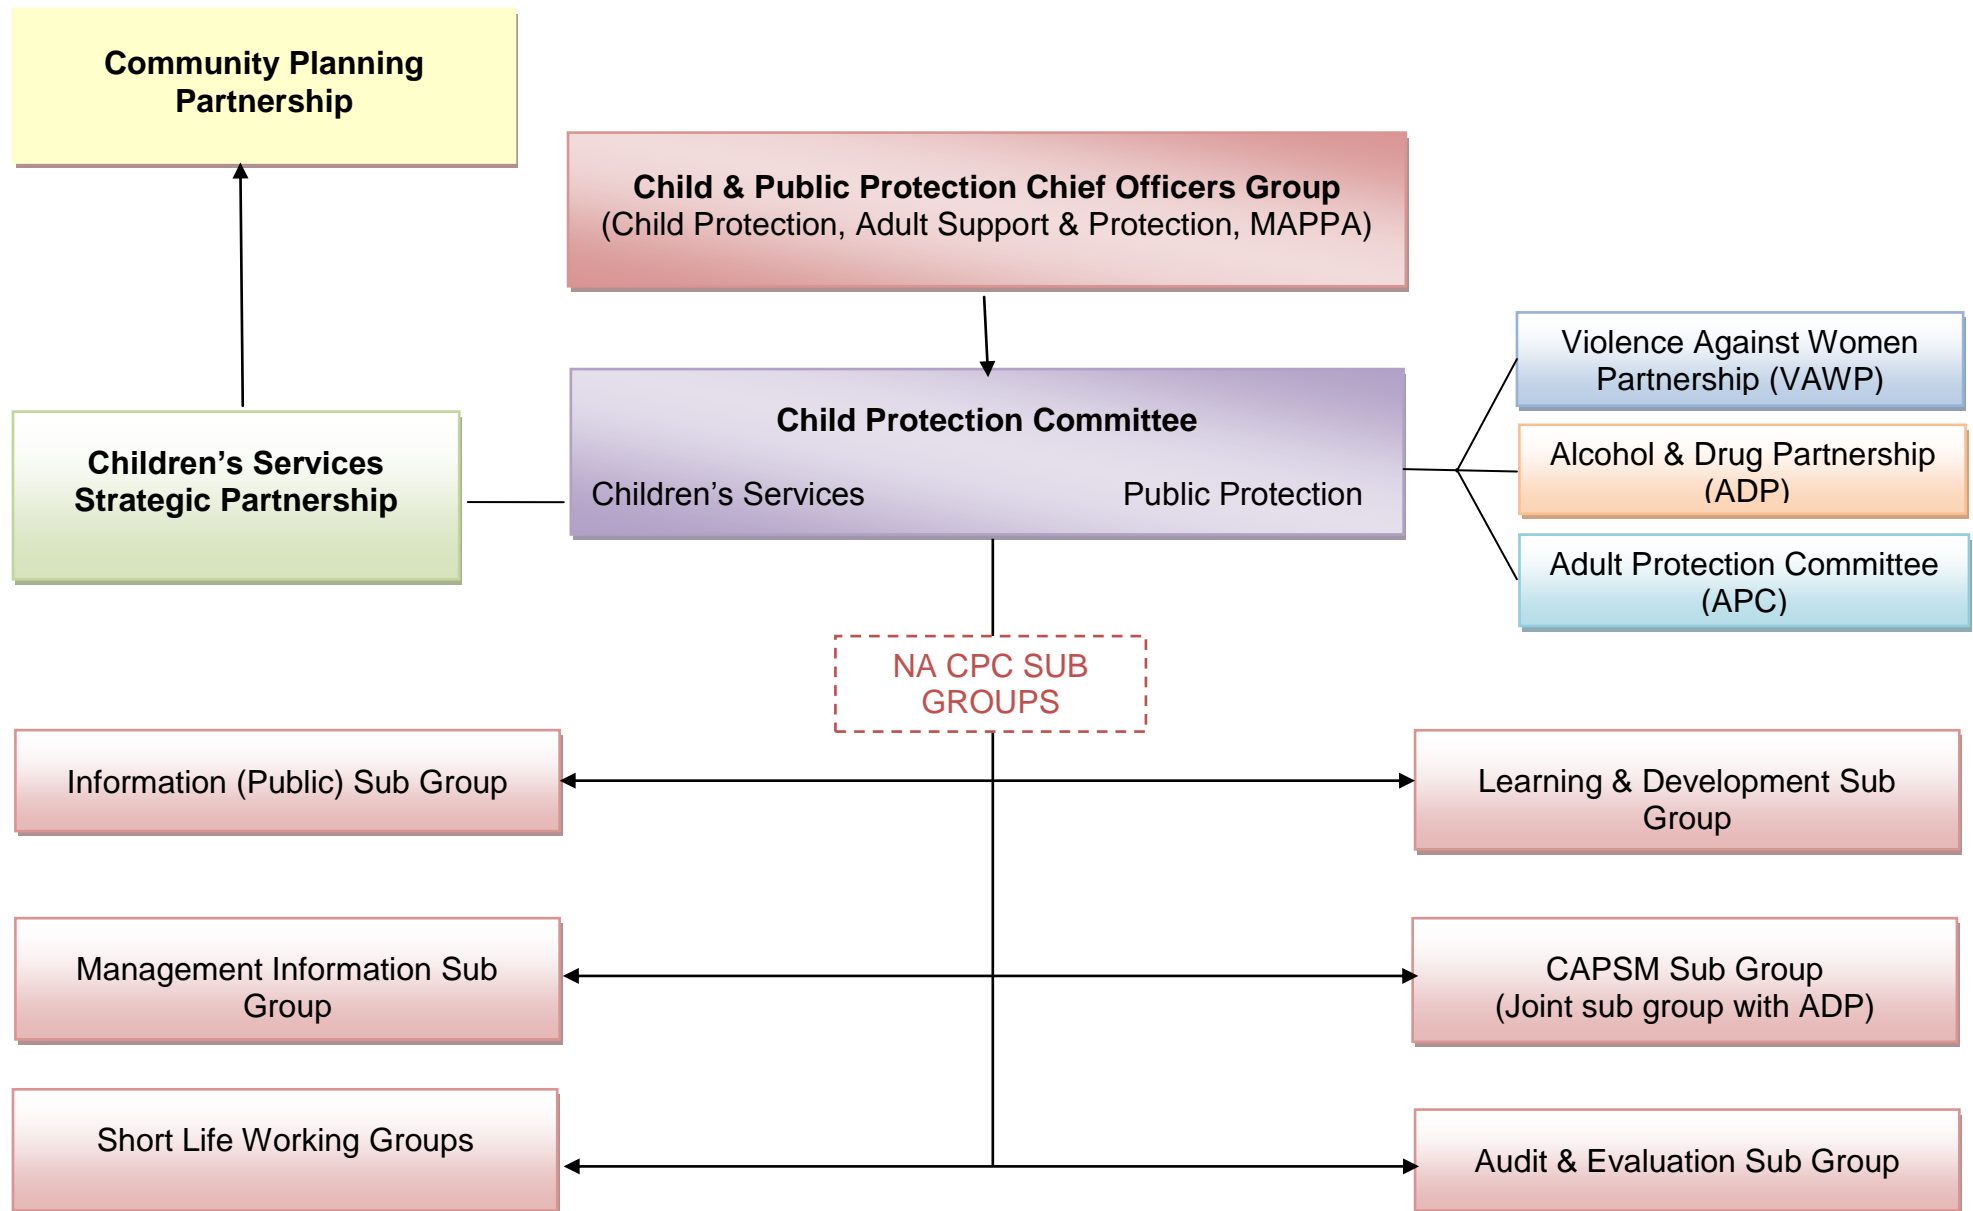 Community Planning
Partnership
Child & Public Protection Chief Officers Group
(Child Protection, Adult Support & Protection, MAPPA)
Violence Against Women
Partnership (VAWP)
Child Protection Committee
Children’s Services
Public Protection
Children’s Services
Strategic Partnership
Alcohol & Drug Partnership
(ADP)
Adult Protection Committee
(APC)
NA CPC SUB
GROUPS
Information (Public) Sub Group
Learning & Development Sub
Group
Management Information Sub
Group
CAPSM Sub Group
(Joint sub group with ADP)
Short Life Working Groups
Audit & Evaluation Sub Group